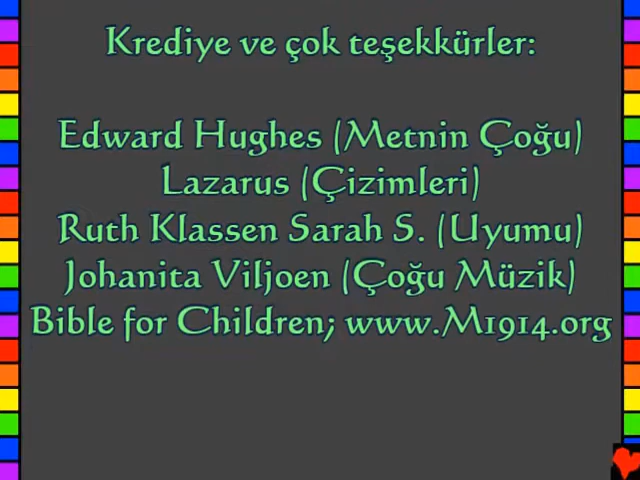 Krediye ve çok teşekkürler:
Edward Hughes (Metnin Çoğu)
Lazarus (Çizimleri)
Ruth Klassen Sarah S. (Uyumu)
Johanita Viljoen (Çoğu Müzik)
Bible for Children; www.M1914.org